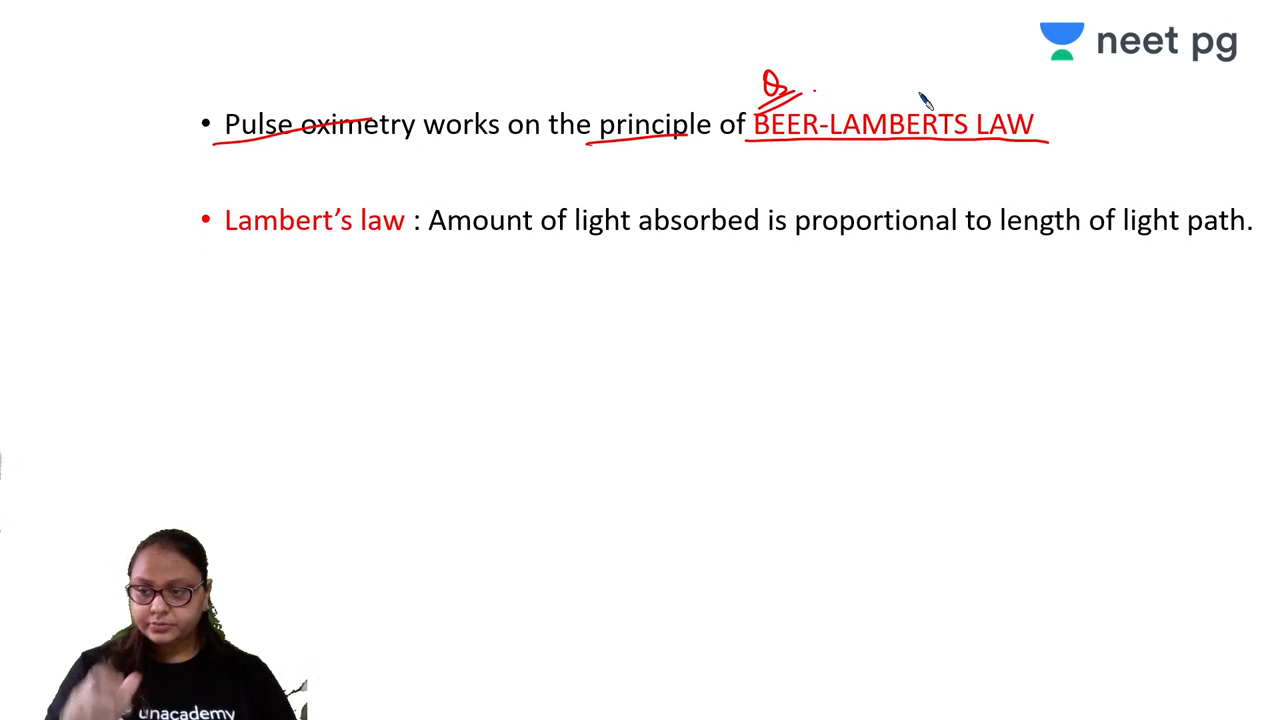 neet pg
• Pulse oximetry works on the principle of BEER-LAMBERTS LAW
• Lambert's law : Amount of light absorbed is proportional to length of light path.
unacademy